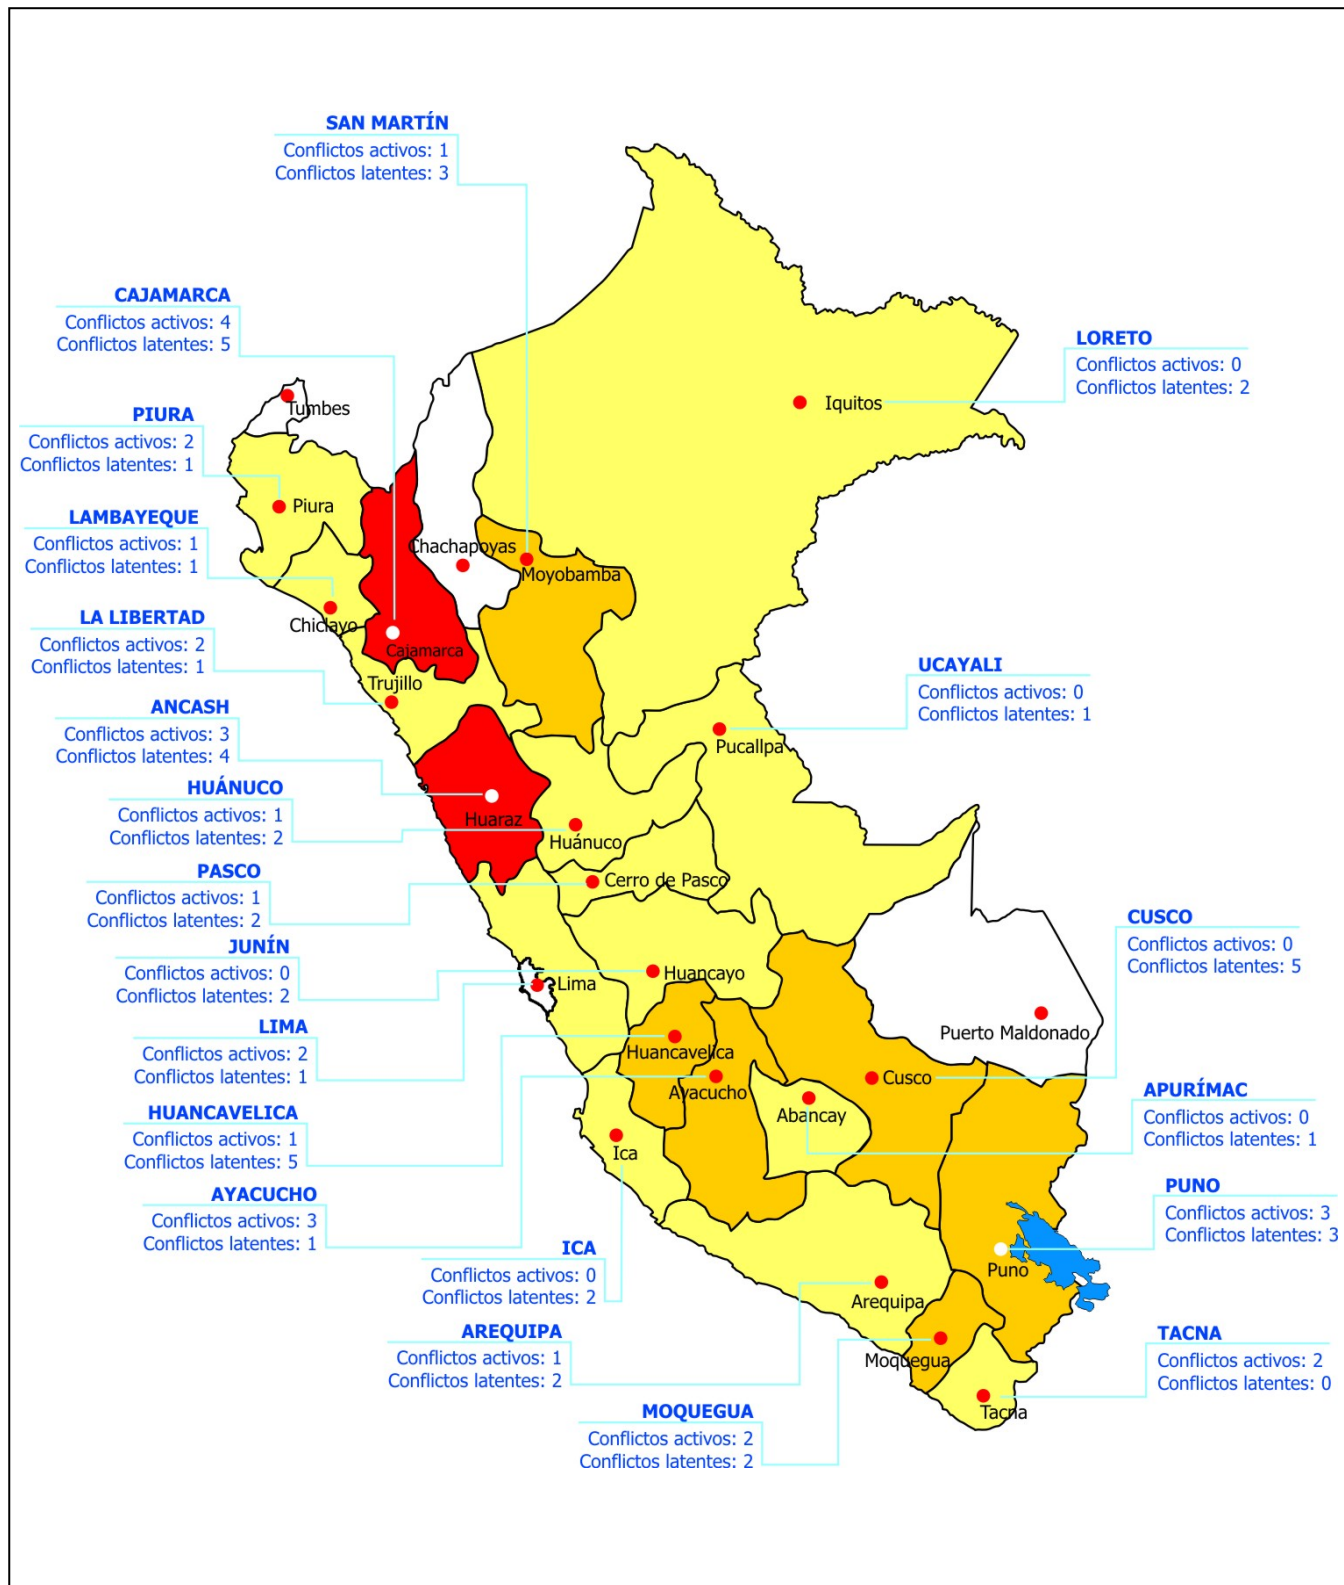 SAN MARTÍN
Conflictos activos: 1
Conflictos latentes: 3
CAJAMARCA
Conflictos activos: 4
Conflictos latentes: 5
LORETO
Conflictos activos: 0
Conflictos latentes: 2
Iquitos
Tumbes
PIURA
Conflictos activos: 2
Conflictos latentes: 1
Piura
LAMBAYEQUE
Conflictos activos: 1
Conflictos latentes: 1
Chachapoyas
Moyobamba
Chiclayo
LA LIBERTAD
Conflictos activos: 2
Conflictos latentes: 1
Cajamarca
Trujillo
UCAYALI
Conflictos activos: 0
Conflictos latentes: 1
Pucallpa
ANCASH
Conflictos activos: 3
Conflictos latentes: 4
Huaraz
HUÁNUCO
Conflictos activos: 1
Conflictos latentes: 2
Huánuco
PASCO
Conflictos activos: 1
Conflictos latentes: 2
Cerro de Pasco
CUSCO
Conflictos activos: 0
Conflictos latentes: 5
JUNÍN
Conflictos activos: 0
Conflictos latentes: 2
Huancayo
Lima
LIMA
Conflictos activos: 2
Conflictos latentes: 1
Puerto Maldonado
Huancavelica
Cusco
Ayacucho
Abancay
APURÍMAC
Conflictos activos: 0
Conflictos latentes: 1
HUANCAVELICA
Conflictos activos: 1
Conflictos latentes: 5
Ica
AYACUCHO
Conflictos activos: 3
Conflictos latentes: 1
PUNO
Conflictos activos: 3
Conflictos latentes: 3
ICA
Conflictos activos: 0
Conflictos latentes: 2
Puno
Arequipa
AREQUIPA
Conflictos activos: 1
Conflictos latentes: 2
Moquegua
TACNA
Conflictos activos: 2
Conflictos latentes: 0
Tacna
MOQUEGUA
Conflictos activos: 2
Conflictos latentes: 2